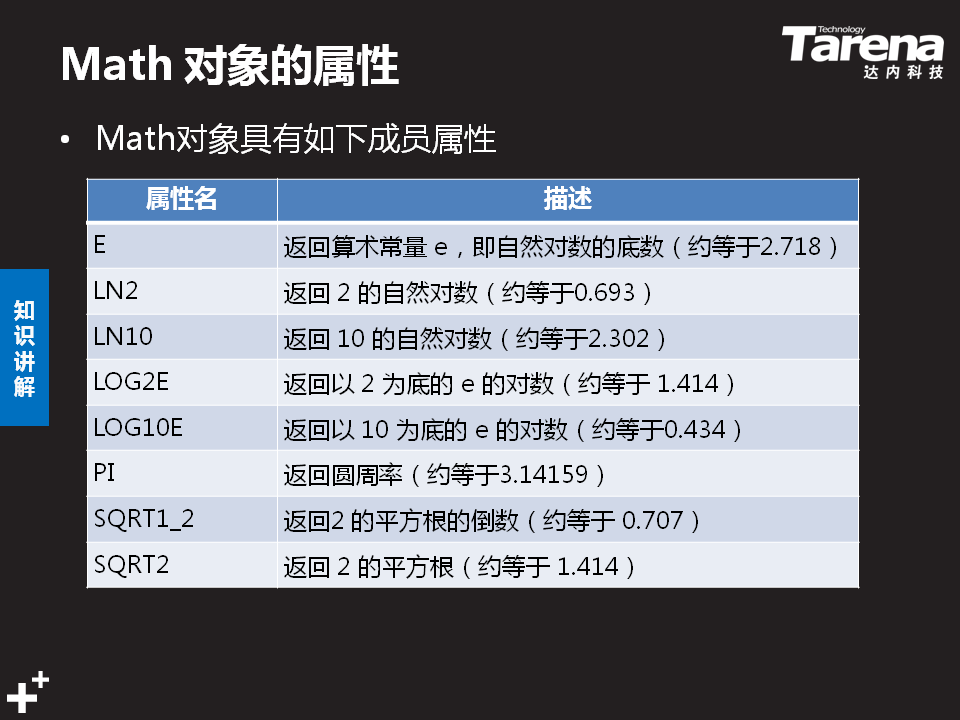 Math 对象的属性
Technology
Tarena
达内科技
• Math对象具有如下成员属性
属性名 描述
E 返回算术常量 e，即自然对数的底数（约等于2.718）
LN2 返回 2 的自然对数（约等于0.693）
LN10 返回 10 的自然对数（约等于2.302）
LOG2E 返回以 2 为底的 e 的对数（约等于 1.414）
LOG10E 返回以 10 为底的 e 的对数（约等于0.434）
PI 返回圆周率（约等于3.14159）
SQRT1_2 返回2 的平方根的倒数（约等于 0.707）
SQRT2 返回 2 的平方根（约等于 1.414）
知识讲解